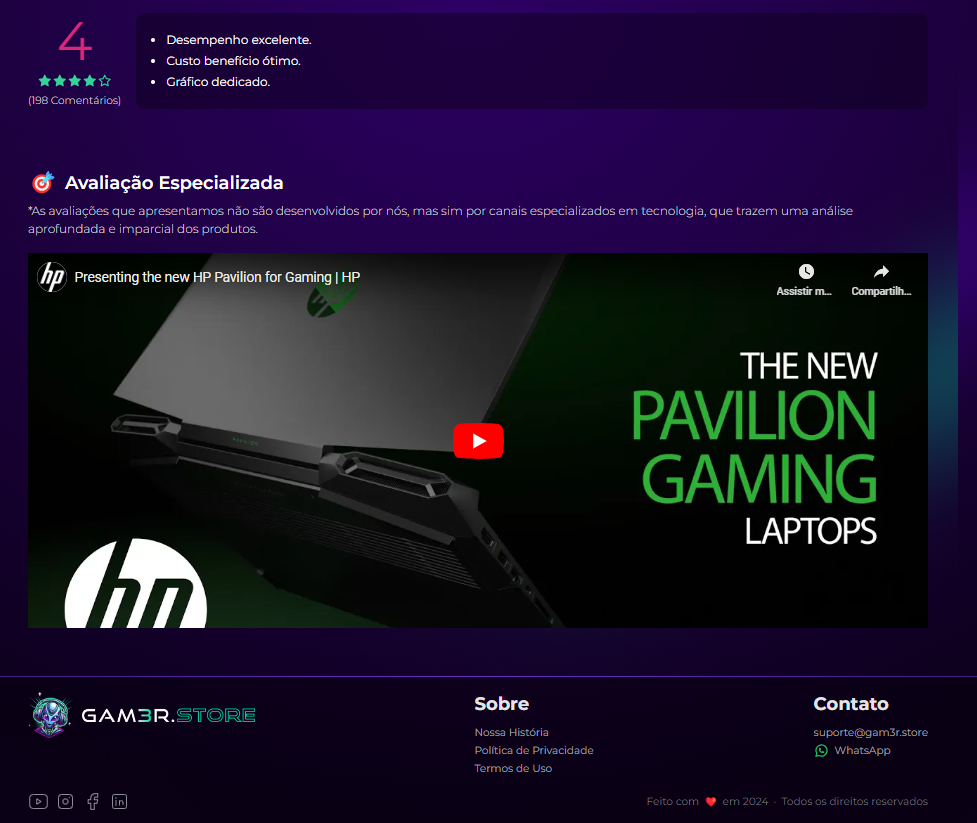 4
(198 Comentários)
Desempenho excelente.
Custo benefício ótimo.
Gráfico dedicado.
Avaliação Especializada
*As avaliações que apresentamos não são desenvolvidos por nós, mas sim por canais especializados em tecnologia, que trazem uma análise
aprofundada e imparcial dos produtos.
hp Presenting the new HP Pavilion for Gaming | HP
Assistir m...
Compartilh...
THE NEW
PAVILION
GAMING
LAPTOPS
hp
GAM3R.STORE
Sobre
Nossa História
Política de Privacidade
Termos de Uso
Contato
suporte@gam3r.store
WhatsApp
Feito com ❤️ em 2024 · Todos os direitos reservados